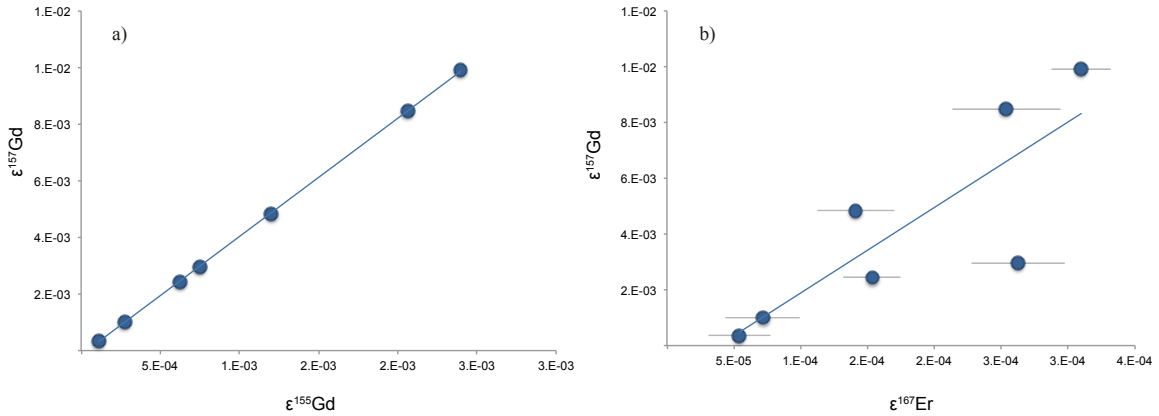 a)
1.E-02
1.E-02
8.E-03
6.E-03
4.E-03
2.E-03
ε¹⁵⁷Gd
5.E-04
1.E-03
2.E-03
2.E-03
3.E-03
3.E-03
ε¹⁵⁵Gd
b)
1.E-02
1.E-02
8.E-03
6.E-03
4.E-03
2.E-03
ε¹⁵⁷Gd
5.E-05
1.E-04
2.E-04
2.E-04
3.E-04
3.E-04
4.E-04
ε¹⁶⁷Er